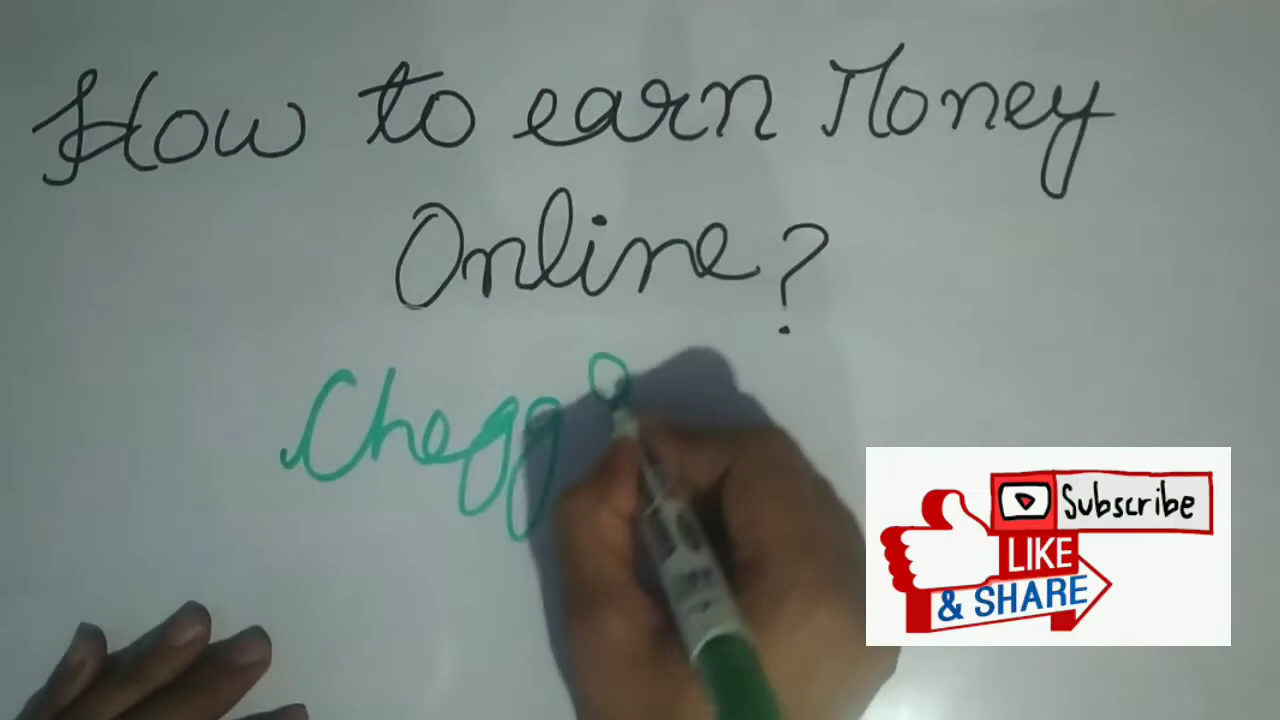 How to earn Money
Online?
Chegg
Subscribe
LIKE
& SHARE